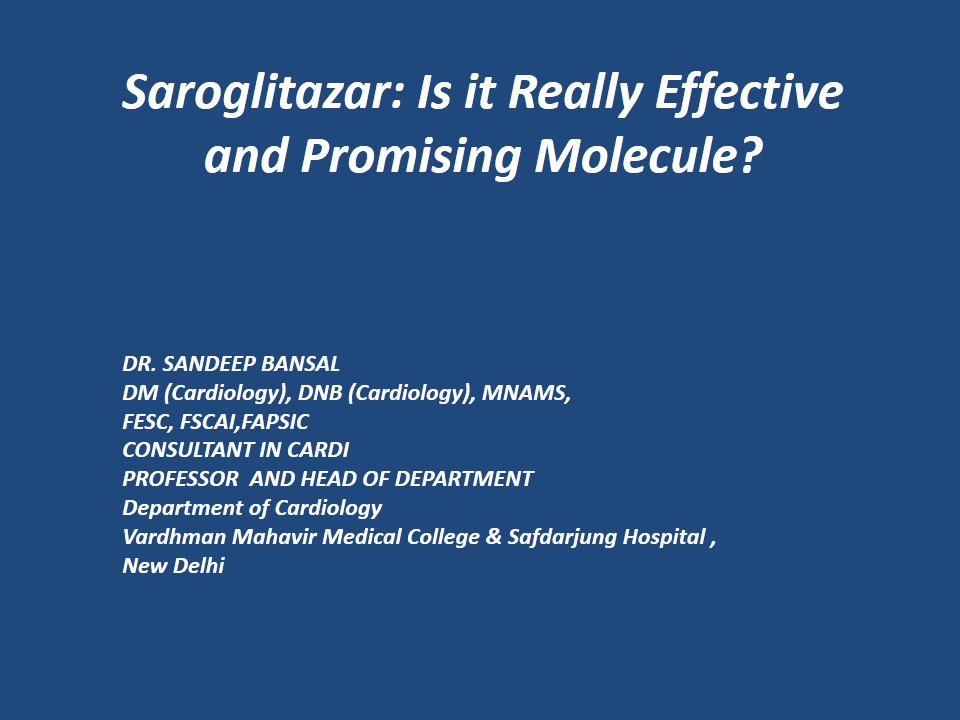 Saroglitazar: Is it Really Effective
and Promising Molecule?
DR. SANDEEP BANSAL
DM (Cardiology), DNB (Cardiology), MNAMS,
FESC, FSCAI,FAPSIC
CONSULTANT IN CARDI
PROFESSOR  AND HEAD OF DEPARTMENT
Department of Cardiology
Vardhman Mahavir Medical College & Safdarjung Hospital ,
New Delhi